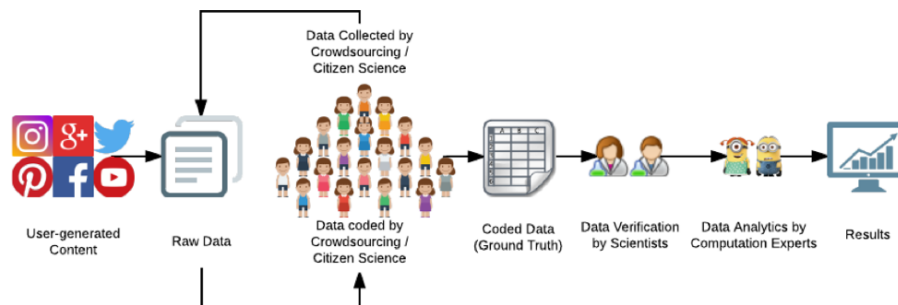 Data Collected by
Crowdsourcing /
Citizen Science
g+
A B C
User-generated
Content
Raw Data
Data coded by
Crowdsourcing /
Citizen Science
Coded Data
(Ground Truth)
Data Verification
by Scientists
Data Analytics by
Computation Experts
Results